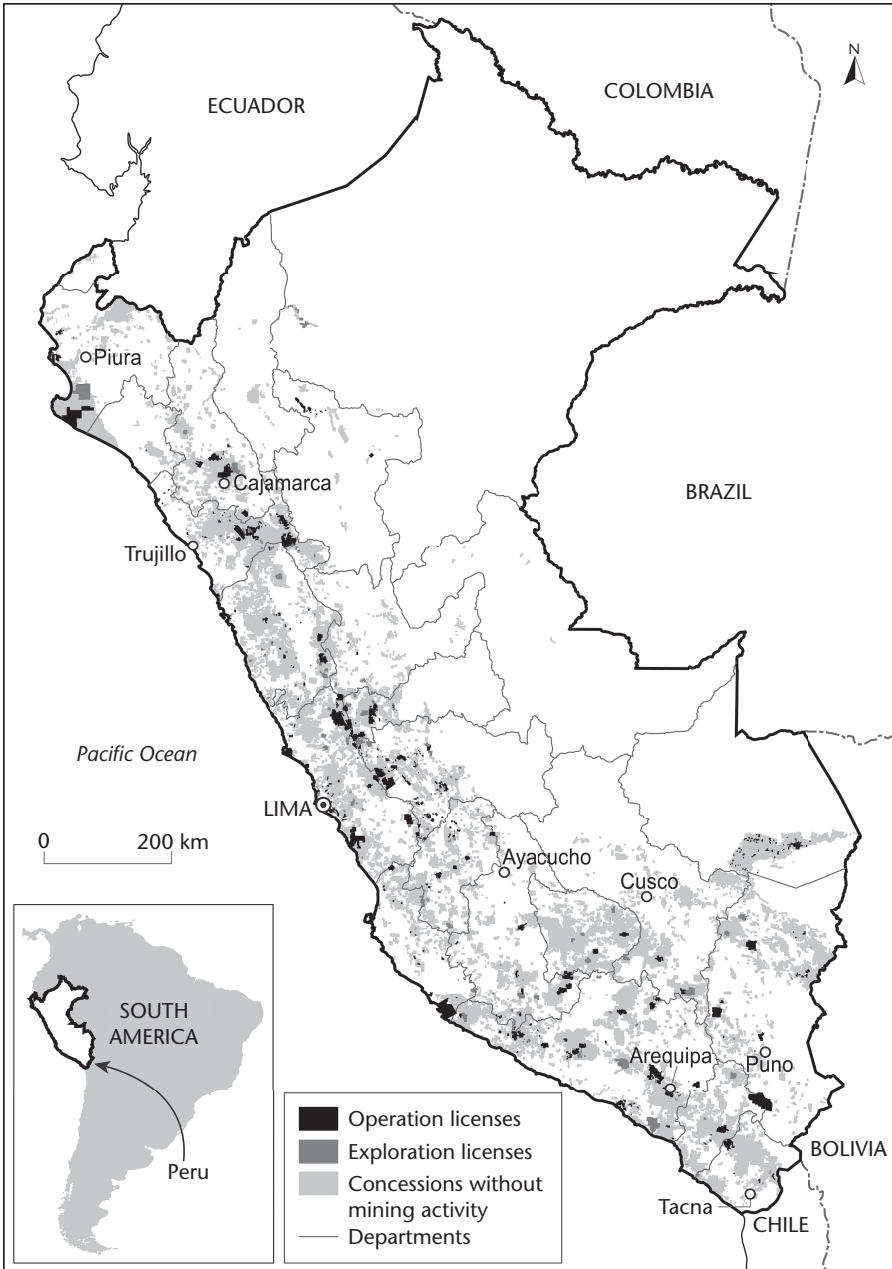 N
ECUADOR
COLOMBIA
Piura
Cajamarca
BRAZIL
Trujillo
Pacific Ocean
LIMA
0 200 km
Ayacucho
Cusco
SOUTH
AMERICA
Peru
Arequipa
Puno
BOLIVIA
Tacna
CHILE
Operation licenses
Exploration licenses
Concessions without
mining activity
Departments